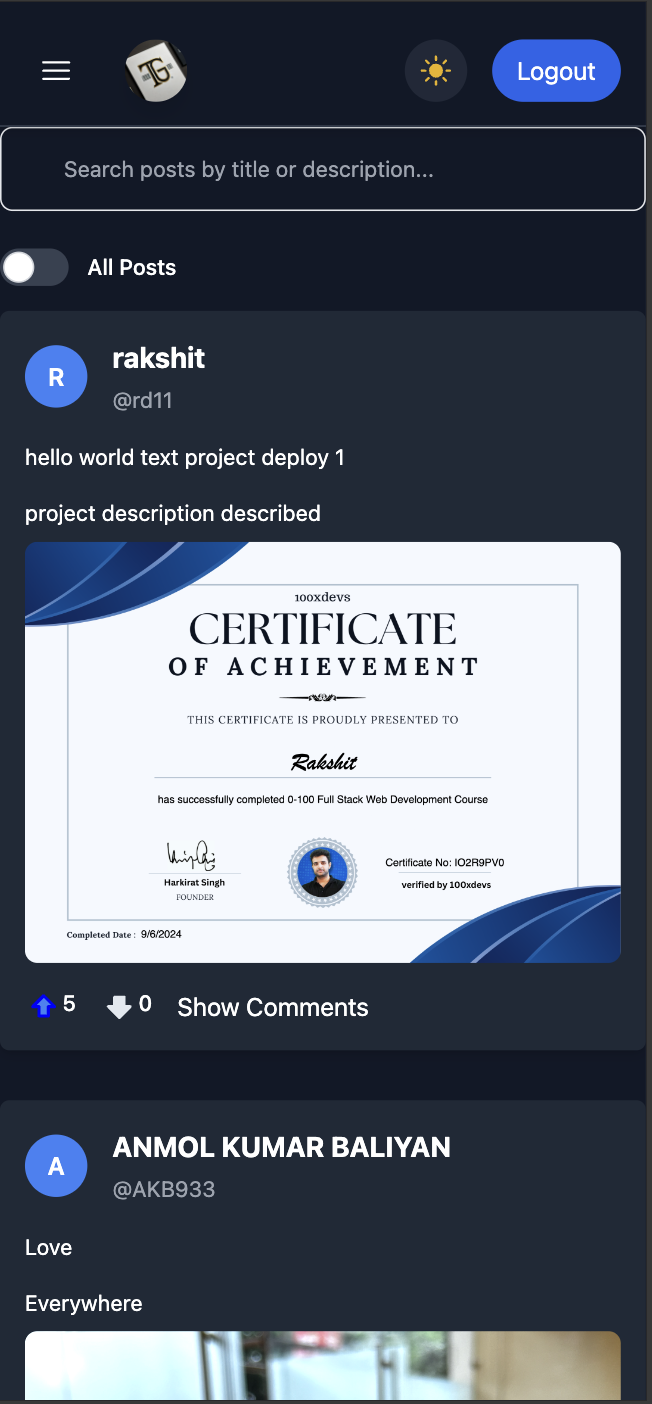 TG
Logout
Search posts by title or description...
All Posts
R
rakshit
@rd11
hello world text project deploy 1
project description described
100xdevs
CERTIFICATE
OF ACHIEVEMENT
THIS CERTIFICATE IS PROUDLY PRESENTED TO
Rakshit
has successfully completed 0-100 Full Stack Web Development Course
Harkirat Singh
FOUNDER
Certificate No: IO2R9PV0
verified by 100xdevs
Completed Date : 9/6/2024
5 0 Show Comments
A
ANMOL KUMAR BALIYAN
@AKB933
Love
Everywhere